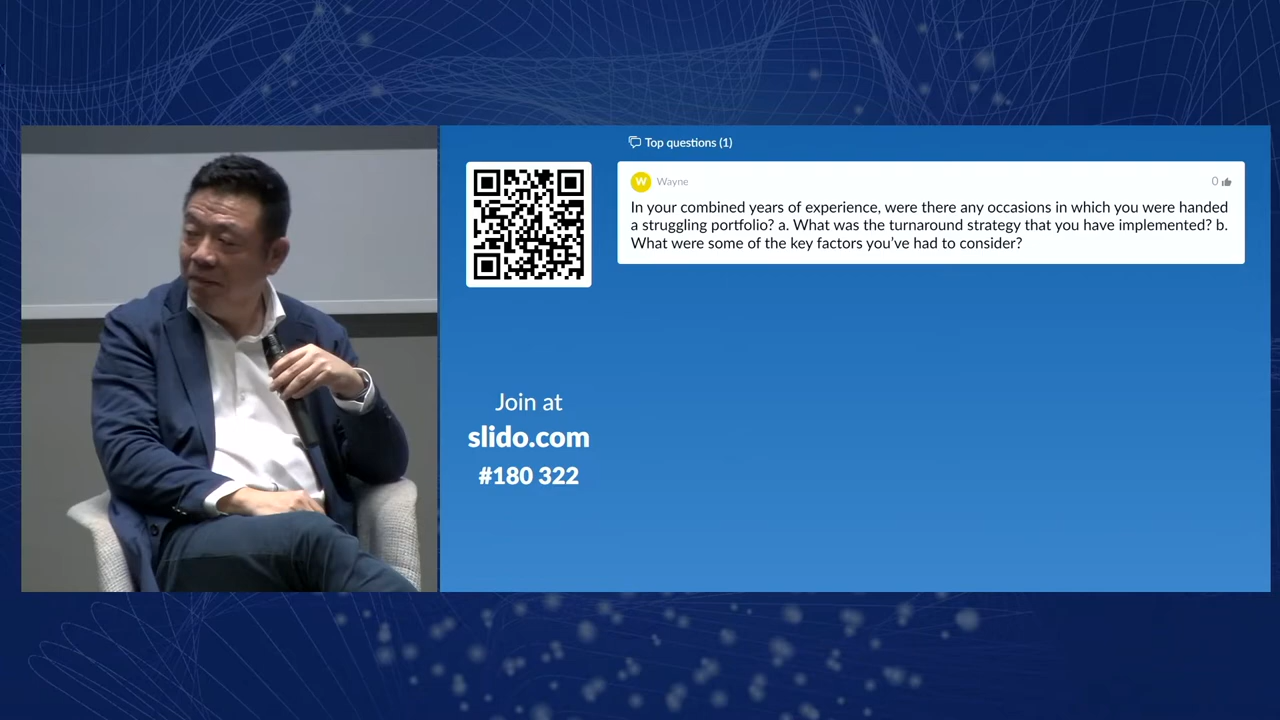 Top questions (1)
W
Wayne
0
In your combined years of experience, were there any occasions in which you were handed
a struggling portfolio? a. What was the turnaround strategy that you have implemented? b.
What were some of the key factors you’ve had to consider?
Join at
slido.com
#180 322